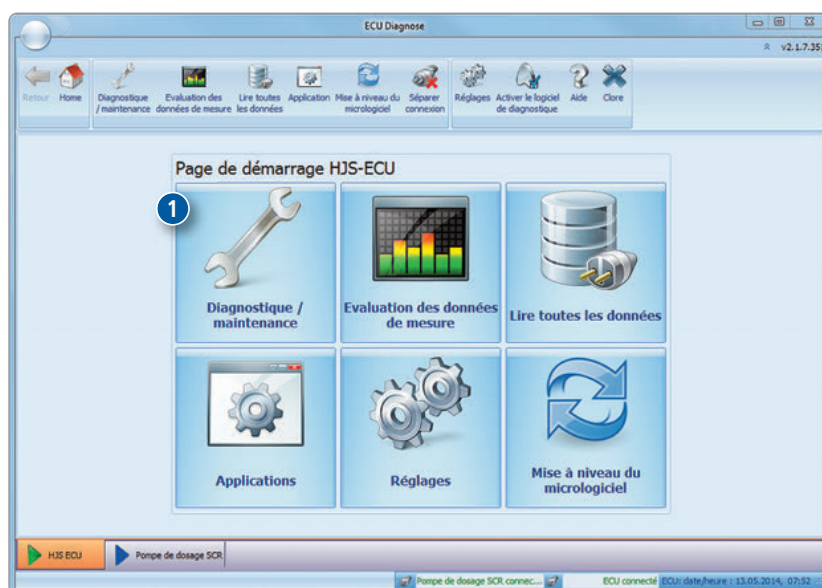 ECU Diagnose
v2.1.7.35
Retour
Home
Diagnostique
/ maintenance
Evaluation des
données de mesure
Lire toutes
les données
Application
Mise à niveau du
micrologiciel
Séparer
connexion
Réglages
Activer le logiciel
de diagnostique
Aide
Clore
Page de démarrage HJS-ECU
1
Diagnostique /
maintenance
Evaluation des données
de mesure
Lire toutes les données
Applications
Réglages
Mise à niveau du
micrologiciel
HJS ECU
Pompe de dosage SCR
Pompe de dosage SCR connec...
ECU connecté
ECU: date/heure : 13.05.2014, 07:52